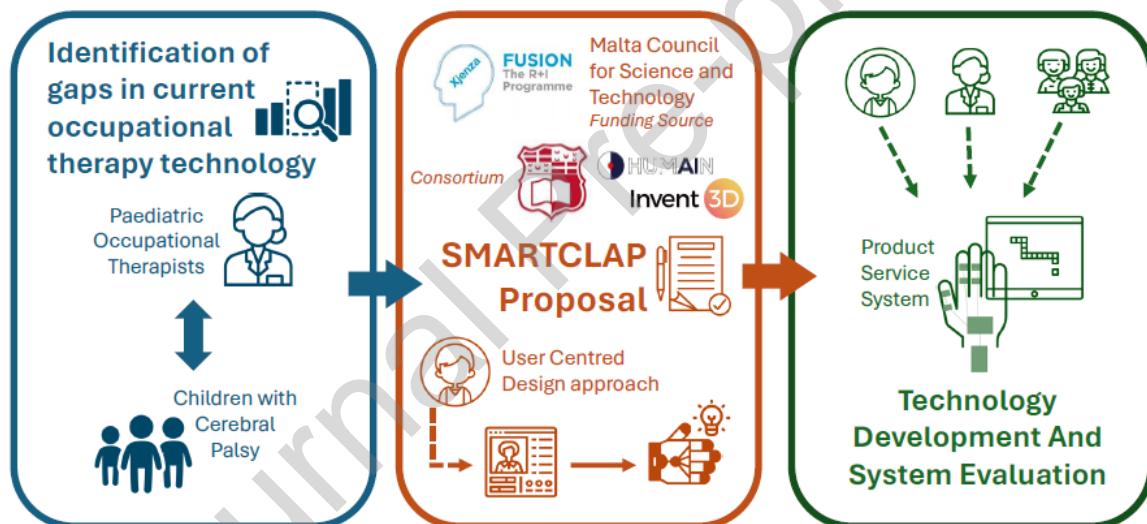 Identification of
gaps in current
occupational
therapy technology
Paediatric
Occupational
Therapists
Children with
Cerebral
Palsy
Xjenza
FUSION
The R+I
Programme
Malta Council
for Science and
Technology
Funding Source
Consortium
HUMAIN
Invent 3D
SMARTCLAP
Proposal
User Centred
Design approach
Product
Service
System
Technology
Development And
System Evaluation
Journal Pre-p